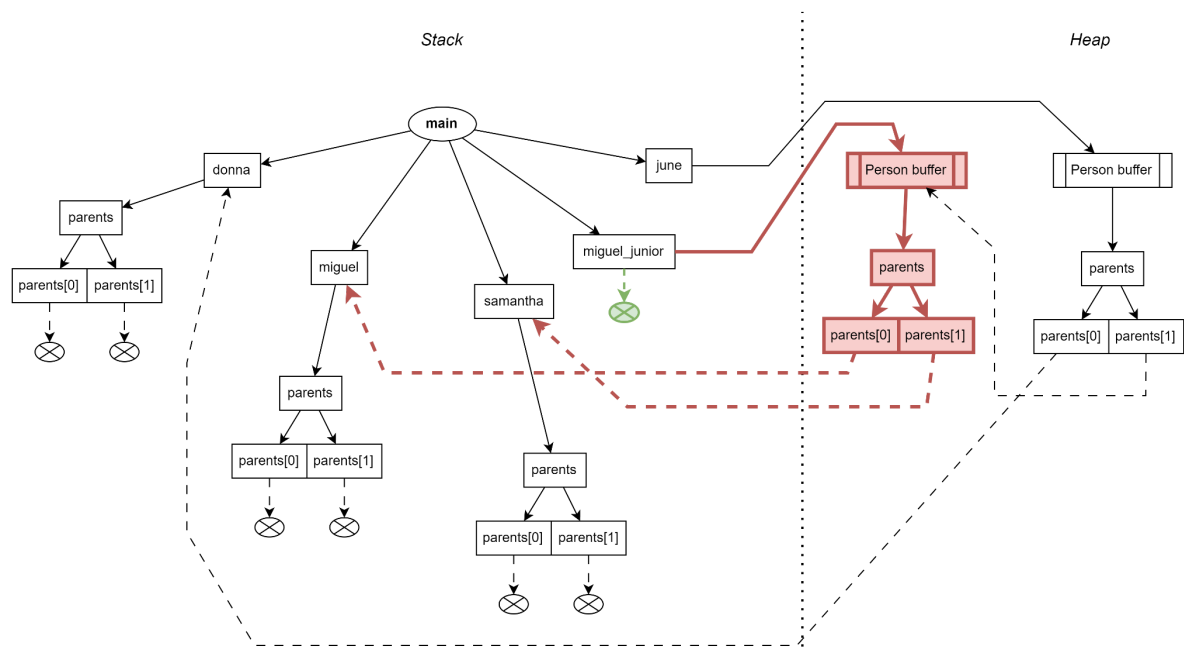 Stack
Heap
main
donna
june
Person buffer
Person buffer
parents
miguel_junior
miguel
parents
parents
parents[0]
parents[1]
samantha
parents[0]
parents[1]
parents[0]
parents[1]
parents
parents[0]
parents[1]
parents
parents[0]
parents[1]